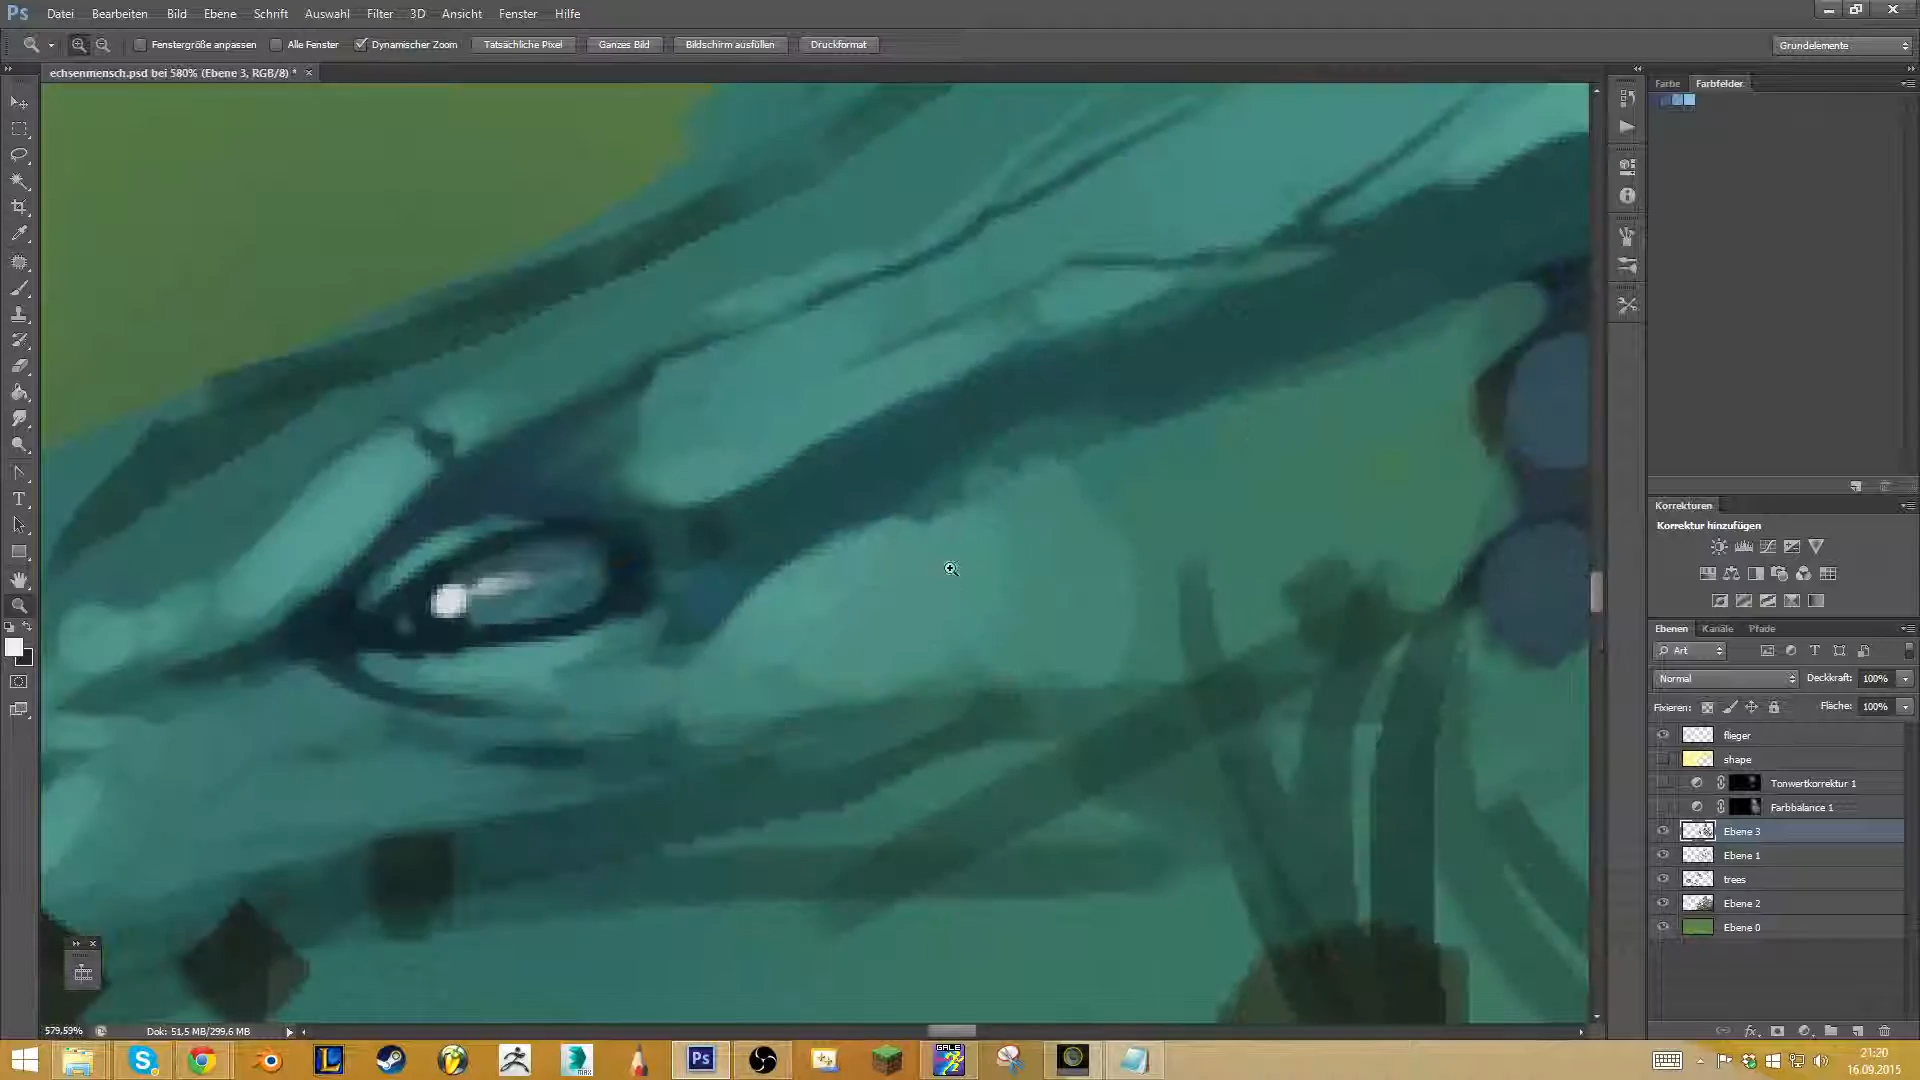 Ps Datei Bearbeiten Bild Ebene Schrift Auswahl Filter 3D Ansicht Fenster Hilfe
Fenstergröße anpassen Alle Fenster Dynamischer Zoom Tatsächliche Pixel Ganzes Bild Bildschirm ausfüllen Druckformat Grundelemente
echsenmensch.psd bei 580% (Ebene 3, RGB/8) *
Farbe Farbfelder
Korrekturen
Korrektur hinzufügen
Ebenen Kanäle Pfade
Art
Normal Deckkraft: 100%
Fixieren: Fläche: 100%
flieger
shape
Tonwertkorrektur 1
Farbbalance 1
Ebene 3
Ebene 1
trees
Ebene 2
Ebene 0
579,59% Dok: 51,5 MB/299,6 MB
L MAX Ps GALE
21:20
16.09.2015